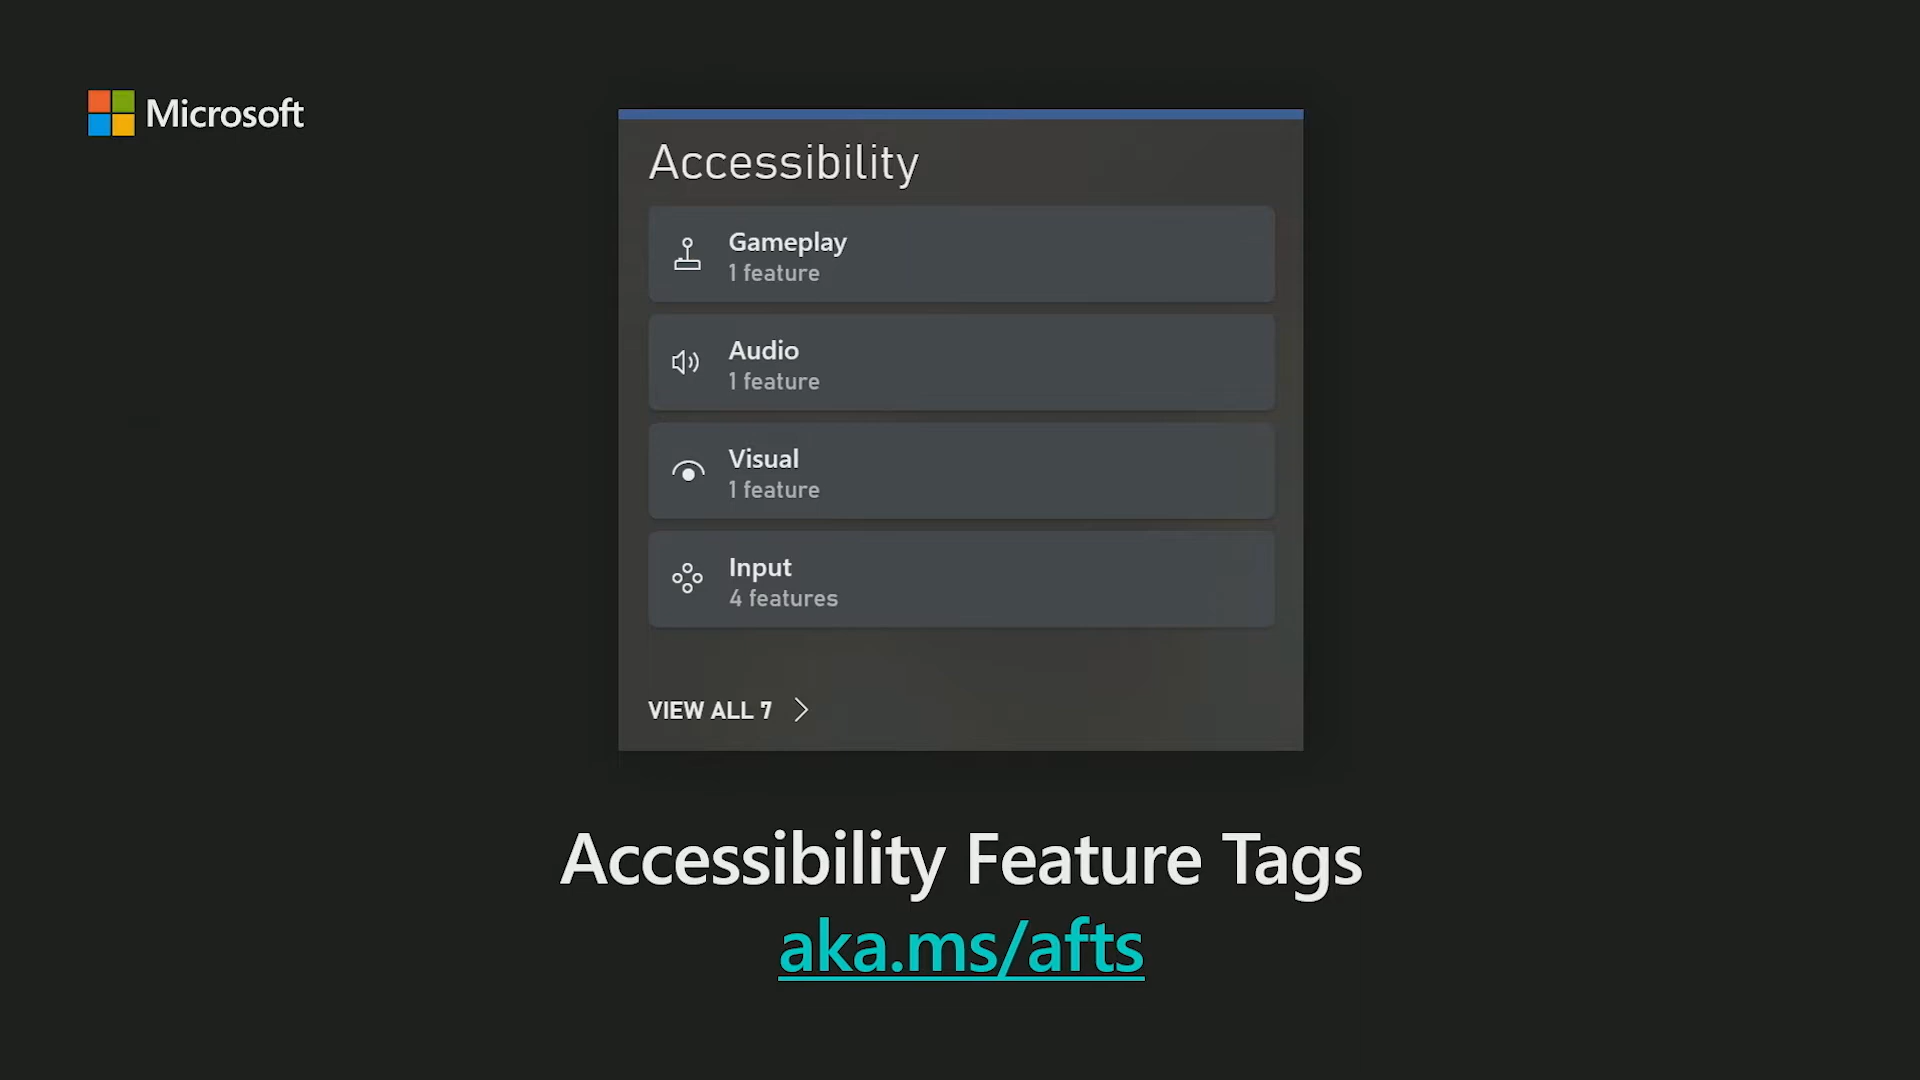 Microsoft
Accessibility
Gameplay
1 feature
Audio
1 feature
Visual
1 feature
Input
4 features
VIEW ALL 7
Accessibility Feature Tags
aka.ms/afts